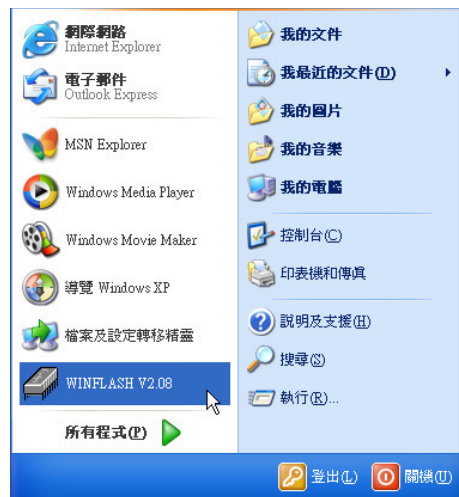 網際網路
Internet Explorer
電子郵件
Outlook Express
MSN Explorer
Windows Media Player
Windows Movie Maker
導覽 Windows XP
檔案及設定轉移精靈
WINFLASH V2.08
所有程式(P)
我的文件
我最近的文件(D)
我的圖片
我的音樂
我的電腦
控制台(C)
印表機和傳真
說明及支援(H)
搜尋(S)
執行(R)...
登出(L)
關機(U)